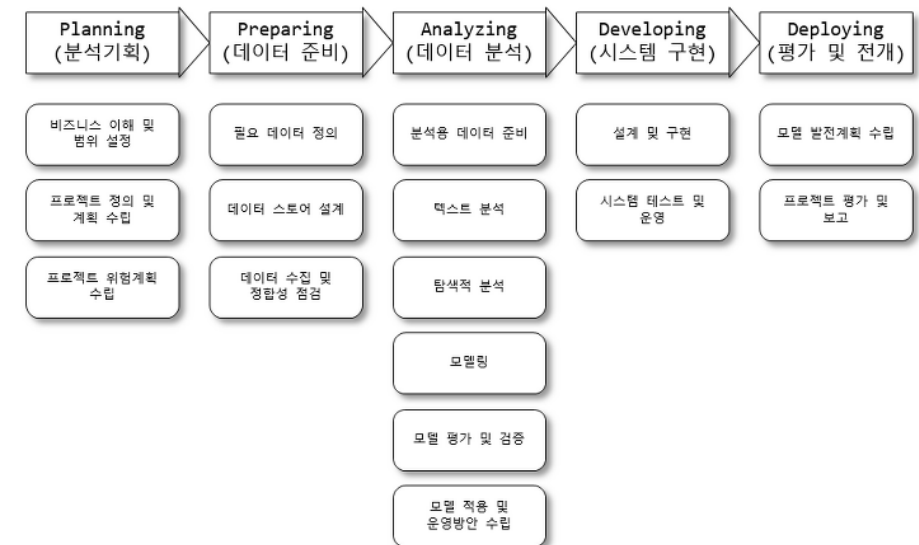 Planning
(분석기획)
Preparing
(데이터 준비)
Analyzing
(데이터 분석)
Developing
(시스템 구현)
Deploying
(평가 및 전개)
비즈니스 이해 및
범위 설정
프로젝트 정의 및
계획 수립
프로젝트 위험계획
수립
필요 데이터 정의
데이터 스토어 설계
데이터 수집 및
정합성 점검
분석용 데이터 준비
텍스트 분석
탐색적 분석
모델링
모델 평가 및 검증
모델 적용 및
운영방안 수립
설계 및 구현
시스템 테스트 및
운영
모델 발전계획 수립
프로젝트 평가 및
보고